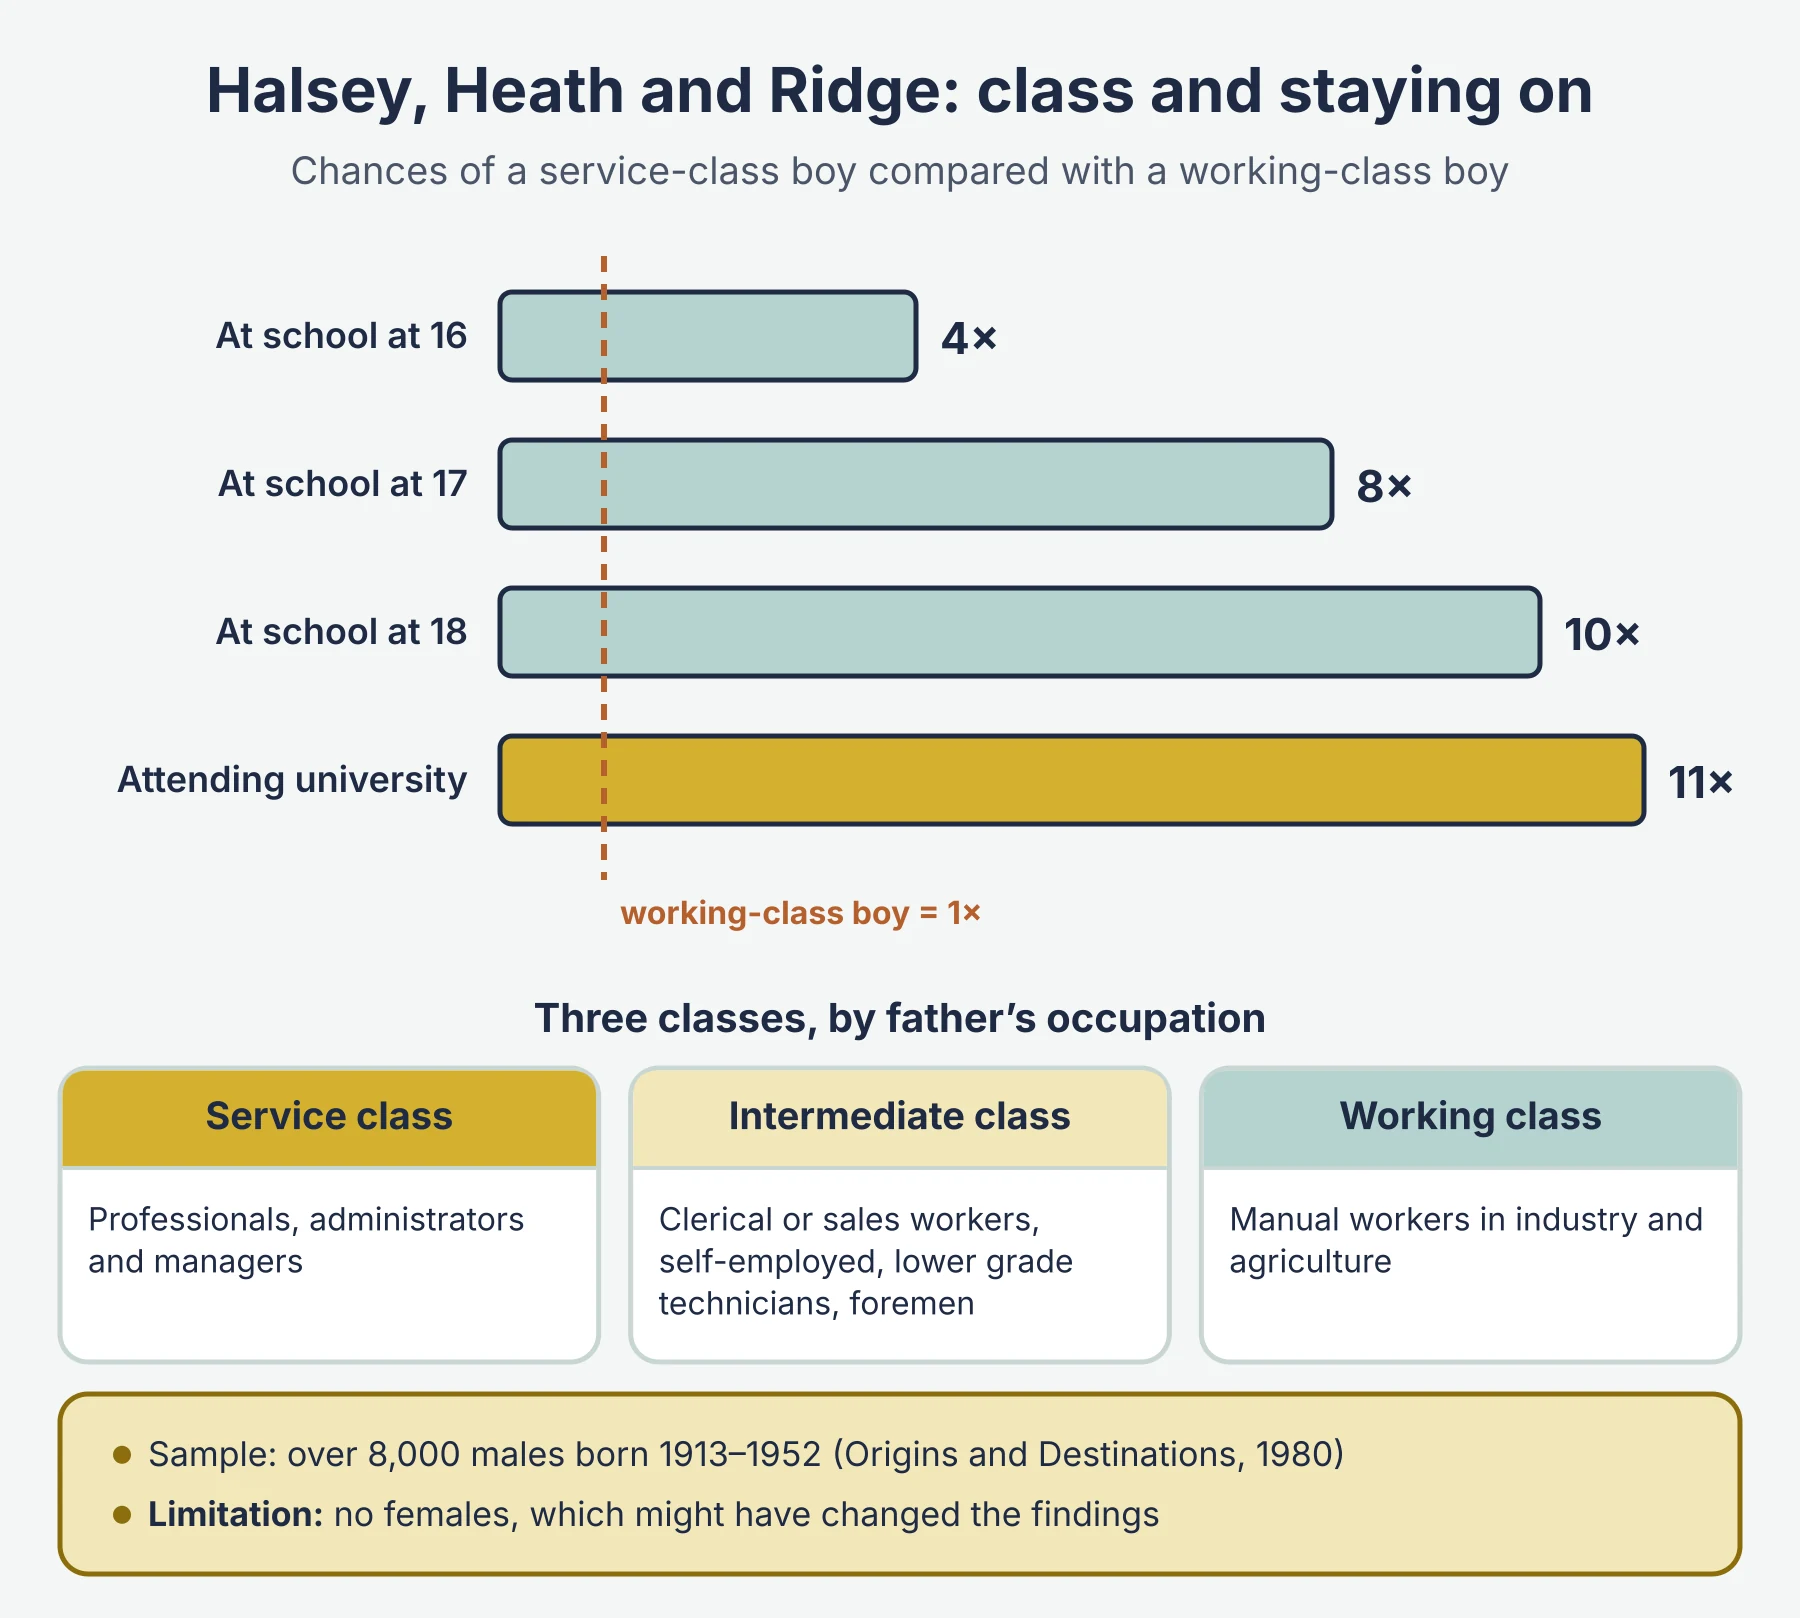 Halsey, Heath and Ridge: class and staying on
Chances of a service-class boy compared with a working-class boy
At school at 16
4×
At school at 17
8×
At school at 18
10×
Attending university
11×
working-class boy = 1×
Three classes, by father’s occupation
Service class
Professionals, administrators
and managers
Intermediate class
Clerical or sales workers,
self-employed, lower grade
technicians, foremen
Working class
Manual workers in industry and
agriculture
● Sample: over 8,000 males born 1913–1952 (Origins and Destinations, 1980)
● Limitation: no females, which might have changed the findings